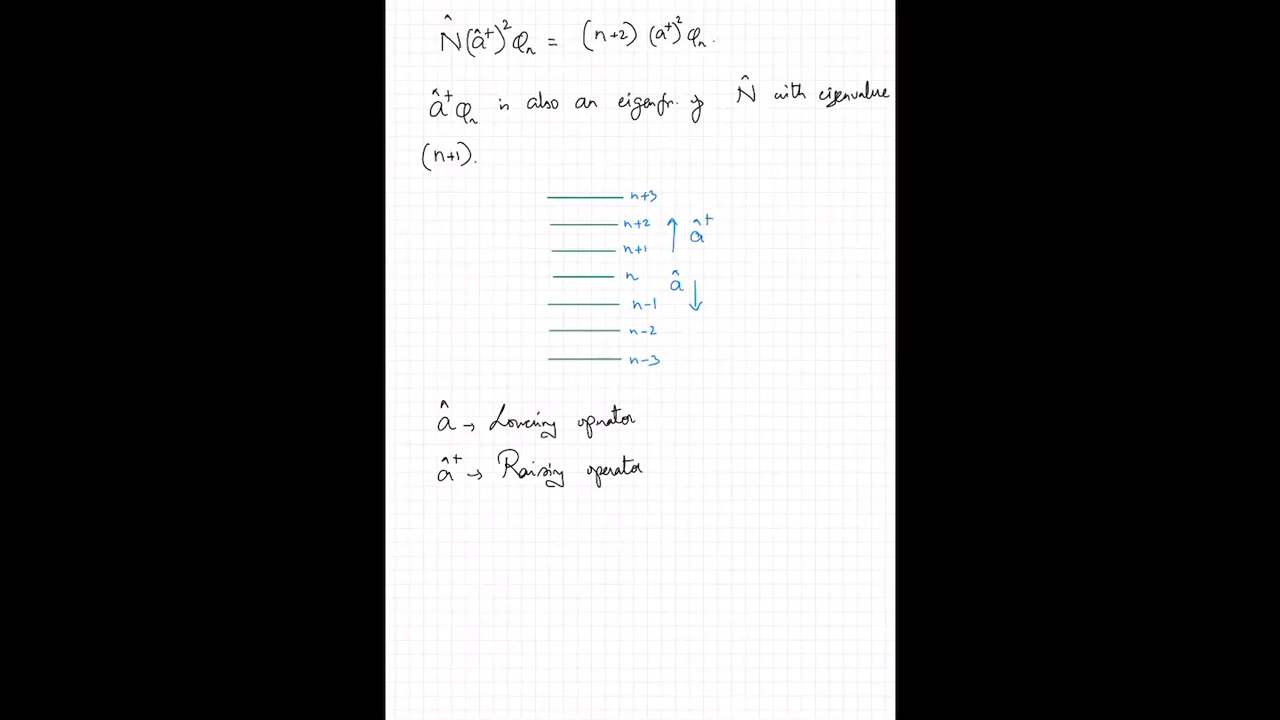 N̂(â⁺)²φₙ = (n+2) (a⁺)²φₙ.
â⁺φₙ is also an eigenfn. of N̂ with eigenvalue
(n+1).
n+3
n+2
n+1
â⁺
n
â
n-1
n-2
n-3
â → Lowering operator
â⁺ → Raising operator